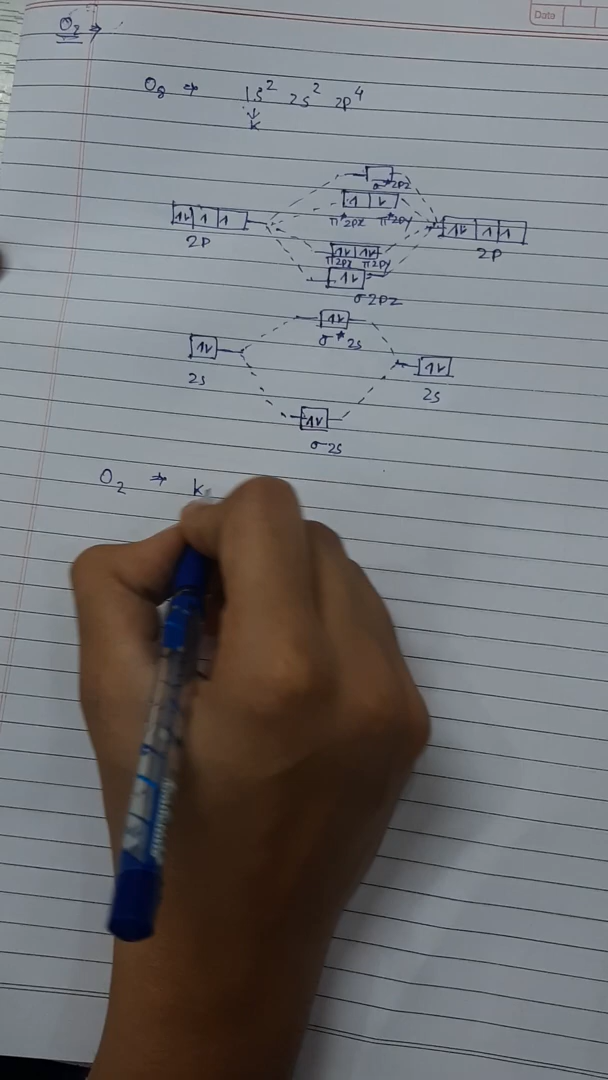 Date
O₂ ⇒
O₈ ⇒ 1s² 2s² 2p⁴
↓
K
σ*2pz
1 1
π*2px π*2py
1 1 1
1 1 1
2p
2p
π2px π2py
σ2pz
σ*2s
2s
2s
σ2s
O₂ ⇒ K